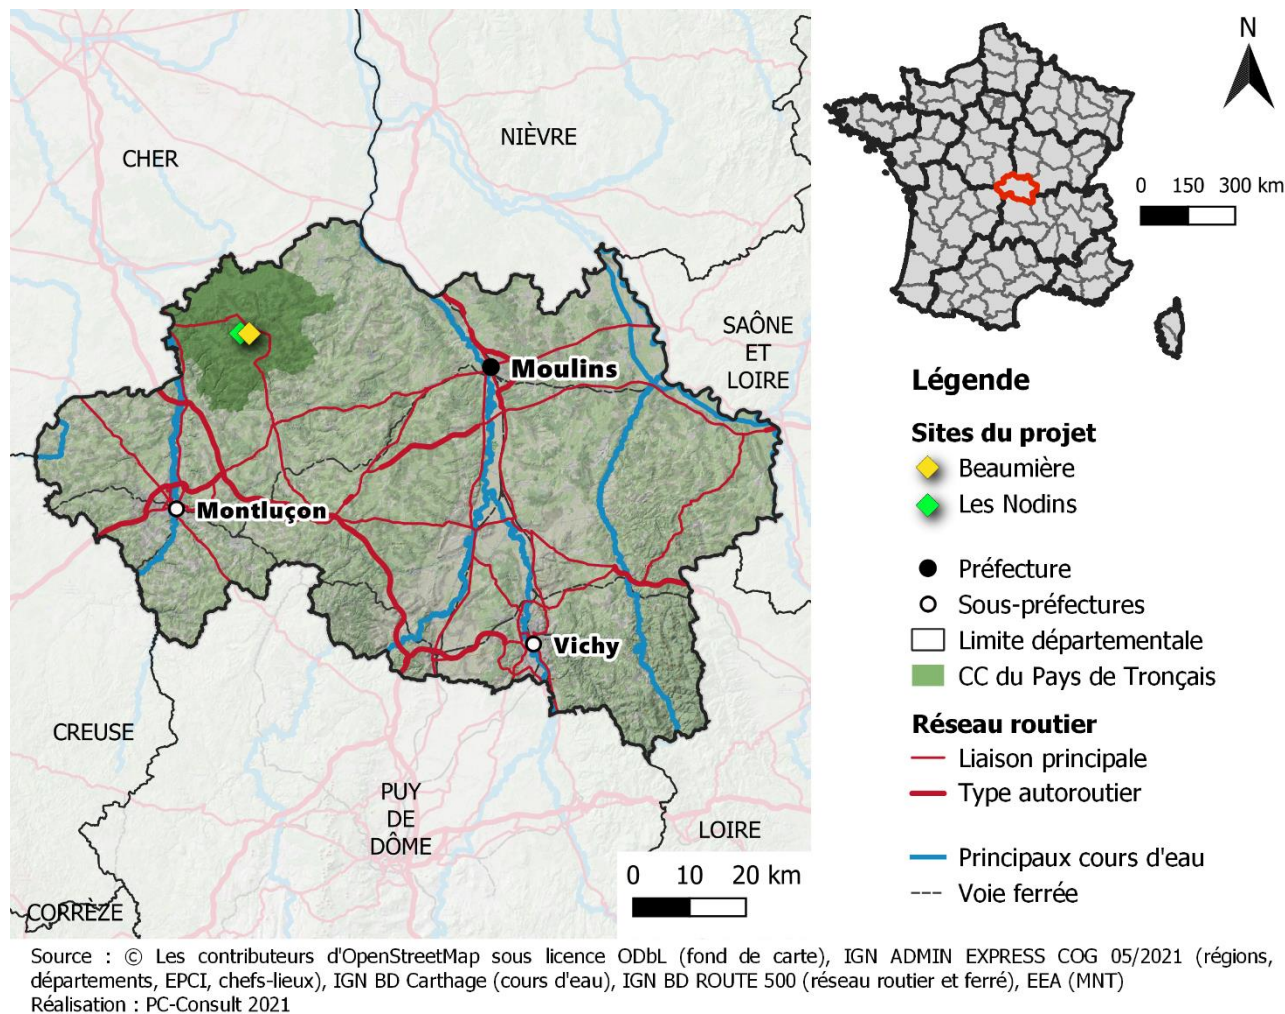 CHER
NIÈVRE
SAÔNE
ET
LOIRE
Moulins
Montluçon
Vichy
CREUSE
PUY
DE
DÔME
LOIRE
CORRÈZE
0 10 20 km
N
0 150 300 km
Légende
Sites du projet
Beaumière
Les Nodins
Préfecture
Sous-préfectures
Limite départementale
CC du Pays de Tronçais
Réseau routier
Liaison principale
Type autoroutier
Principaux cours d'eau
Voie ferrée
Source : © Les contributeurs d'OpenStreetMap sous licence ODbL (fond de carte), IGN ADMIN EXPRESS COG 05/2021 (régions,
départements, EPCI, chefs-lieux), IGN BD Carthage (cours d'eau), IGN BD ROUTE 500 (réseau routier et ferré), EEA (MNT)
Réalisation : PC-Consult 2021